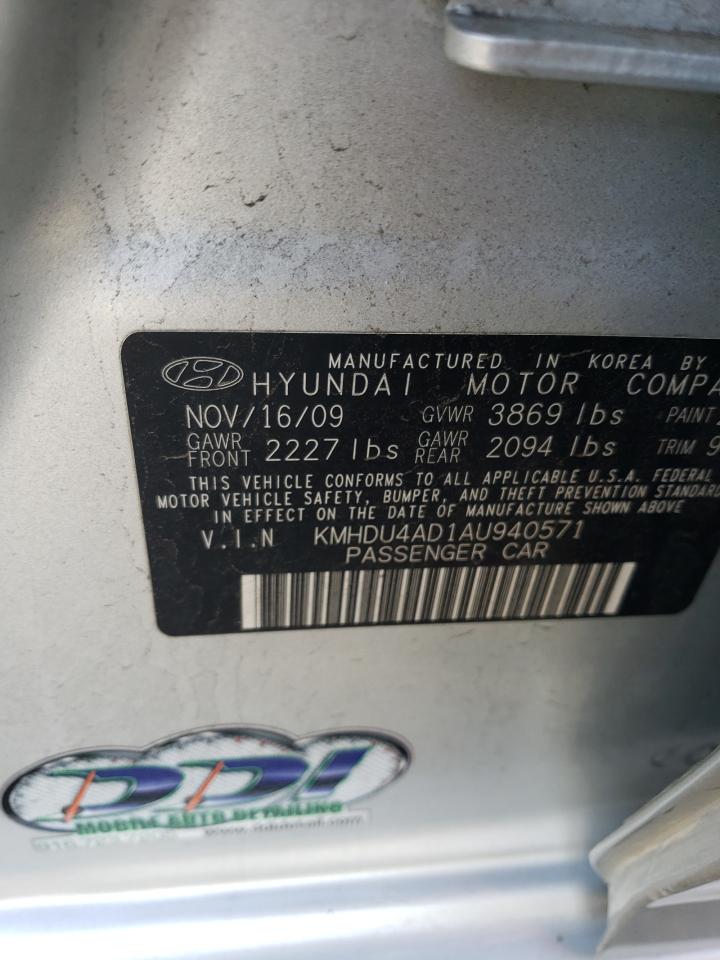 MANUFACTURED IN KOREA BY
HYUNDAI MOTOR COMPA
NOV/16/09 GVWR 3869 lbs PAINT
GAWR FRONT 2227 lbs GAWR REAR 2094 lbs TRIM 9
THIS VEHICLE CONFORMS TO ALL APPLICABLE U.S.A. FEDERAL
MOTOR VEHICLE SAFETY, BUMPER, AND THEFT PREVENTION STANDARD
IN EFFECT ON THE DATE OF MANUFACTURE SHOWN ABOVE
V.I.N KMHDU4AD1AU940571
PASSENGER CAR
DDI
MOBILE AUTO DETAILING